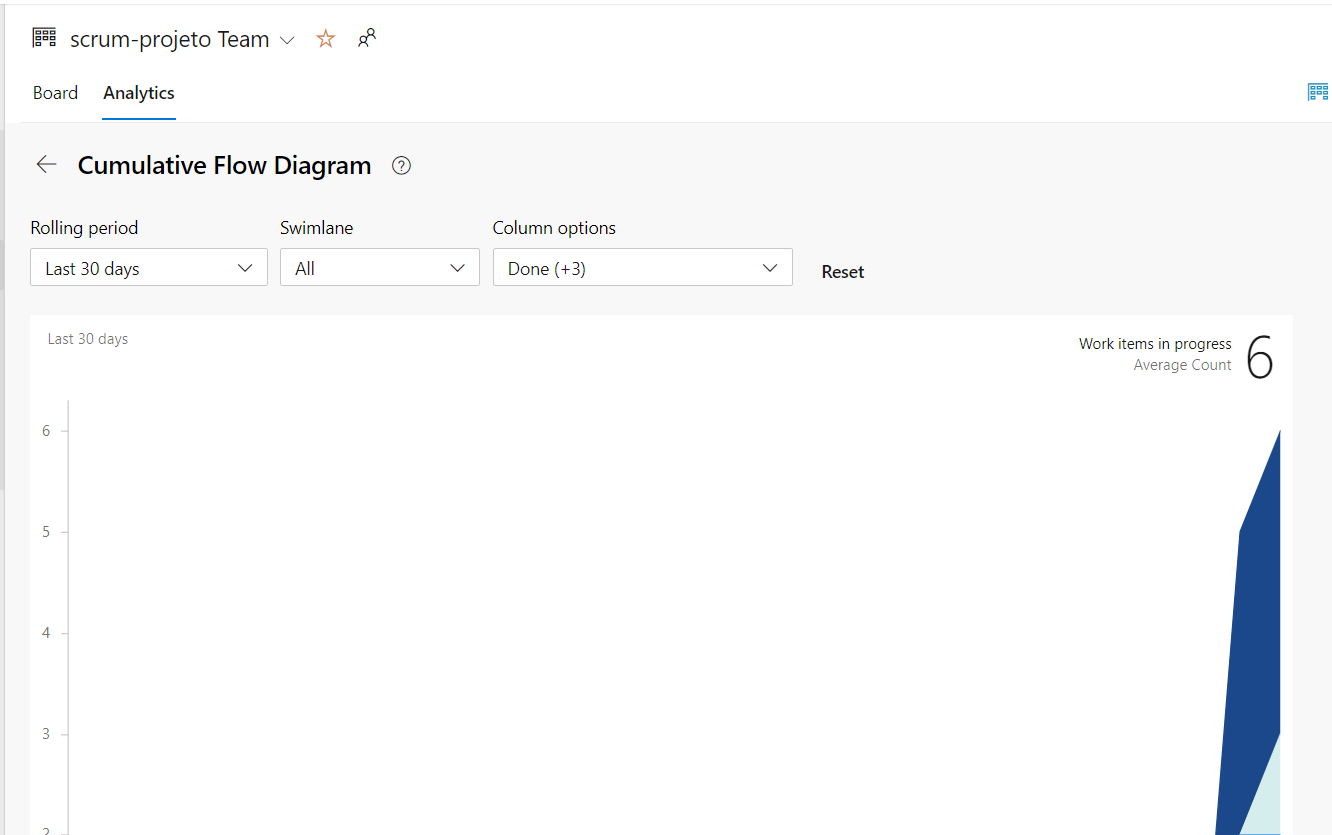 scrum-projeto Team
Board Analytics
Cumulative Flow Diagram ?
Rolling period Swimlane Column options
Last 30 days All Done (+3) Reset
Last 30 days
Work items in progress 6
Average Count
6
5
4
3
2